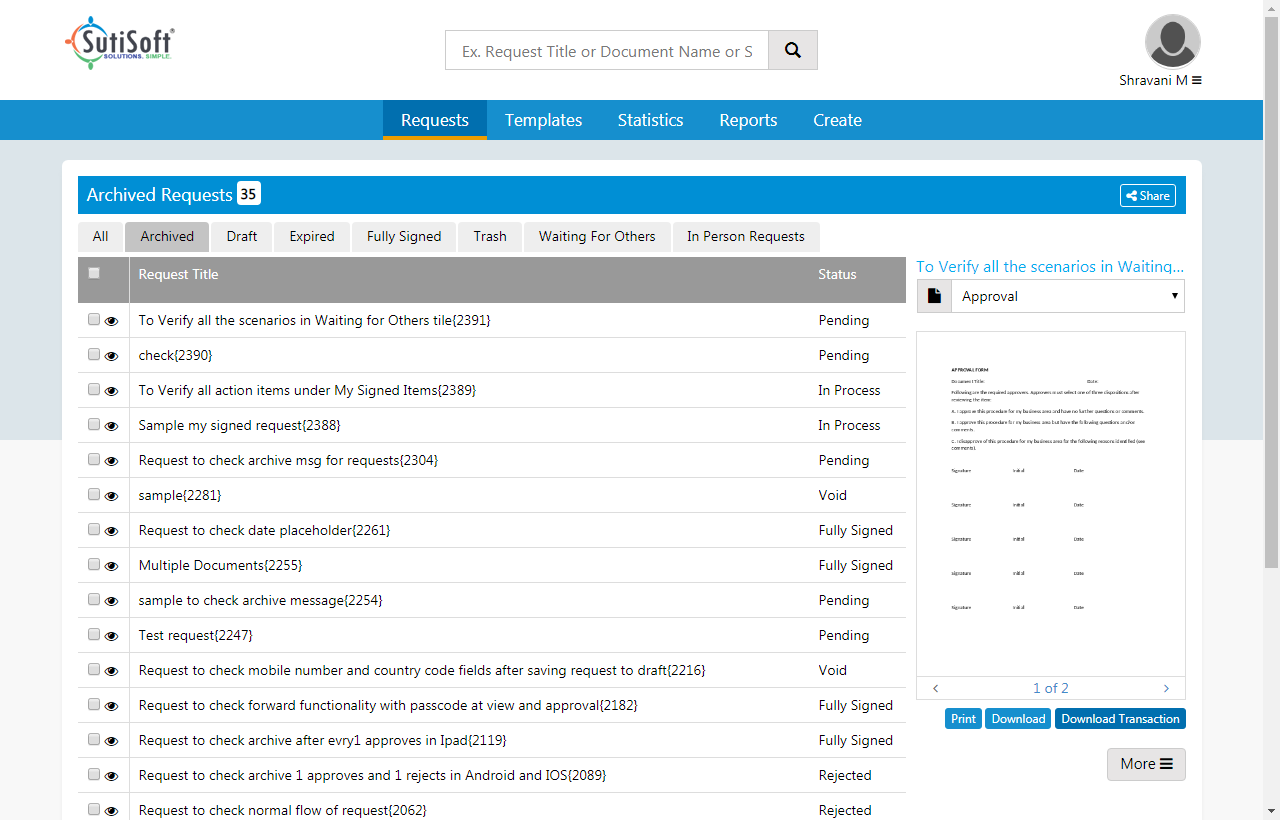 SutiSoft®
SOLUTIONS. SIMPLE.
Ex. Request Title or Document Name or S
Shravani M
Requests Templates Statistics Reports Create
Archived Requests 35
Share
All Archived Draft Expired Fully Signed Trash Waiting For Others In Person Requests
Request Title Status
To Verify all the scenarios in Waiting for Others tile{2391} Pending
check{2390} Pending
To Verify all action items under My Signed Items{2389} In Process
Sample my signed request{2388} In Process
Request to check archive msg for requests{2304} Pending
sample{2281} Void
Request to check date placeholder{2261} Fully Signed
Multiple Documents{2255} Fully Signed
sample to check archive message{2254} Pending
Test request{2247} Pending
Request to check mobile number and country code fields after saving request to draft{2216} Void
Request to check forward functionality with passcode at view and approval{2182} Fully Signed
Request to check archive after evry1 approves in Ipad{2119} Fully Signed
Request to check archive 1 approves and 1 rejects in Android and IOS{2089} Rejected
Request to check normal flow of request{2062} Rejected
To Verify all the scenarios in Waiting...
Approval
APPROVAL FORM
Document Title: Date:
Following are the required approvers. Approvers must select one of three dispositions after
reviewing the item:
A. I approve this procedure for my business area and have no further questions or comments.
B. I approve this procedure for my business area but have the following questions and/or
comments.
C. I disapprove of this procedure for my business area for the following reasons identified (see
comments).
Signature Initial Date
Signature Initial Date
Signature Initial Date
Signature Initial Date
Signature Initial Date
1 of 2
Print Download Download Transaction
More